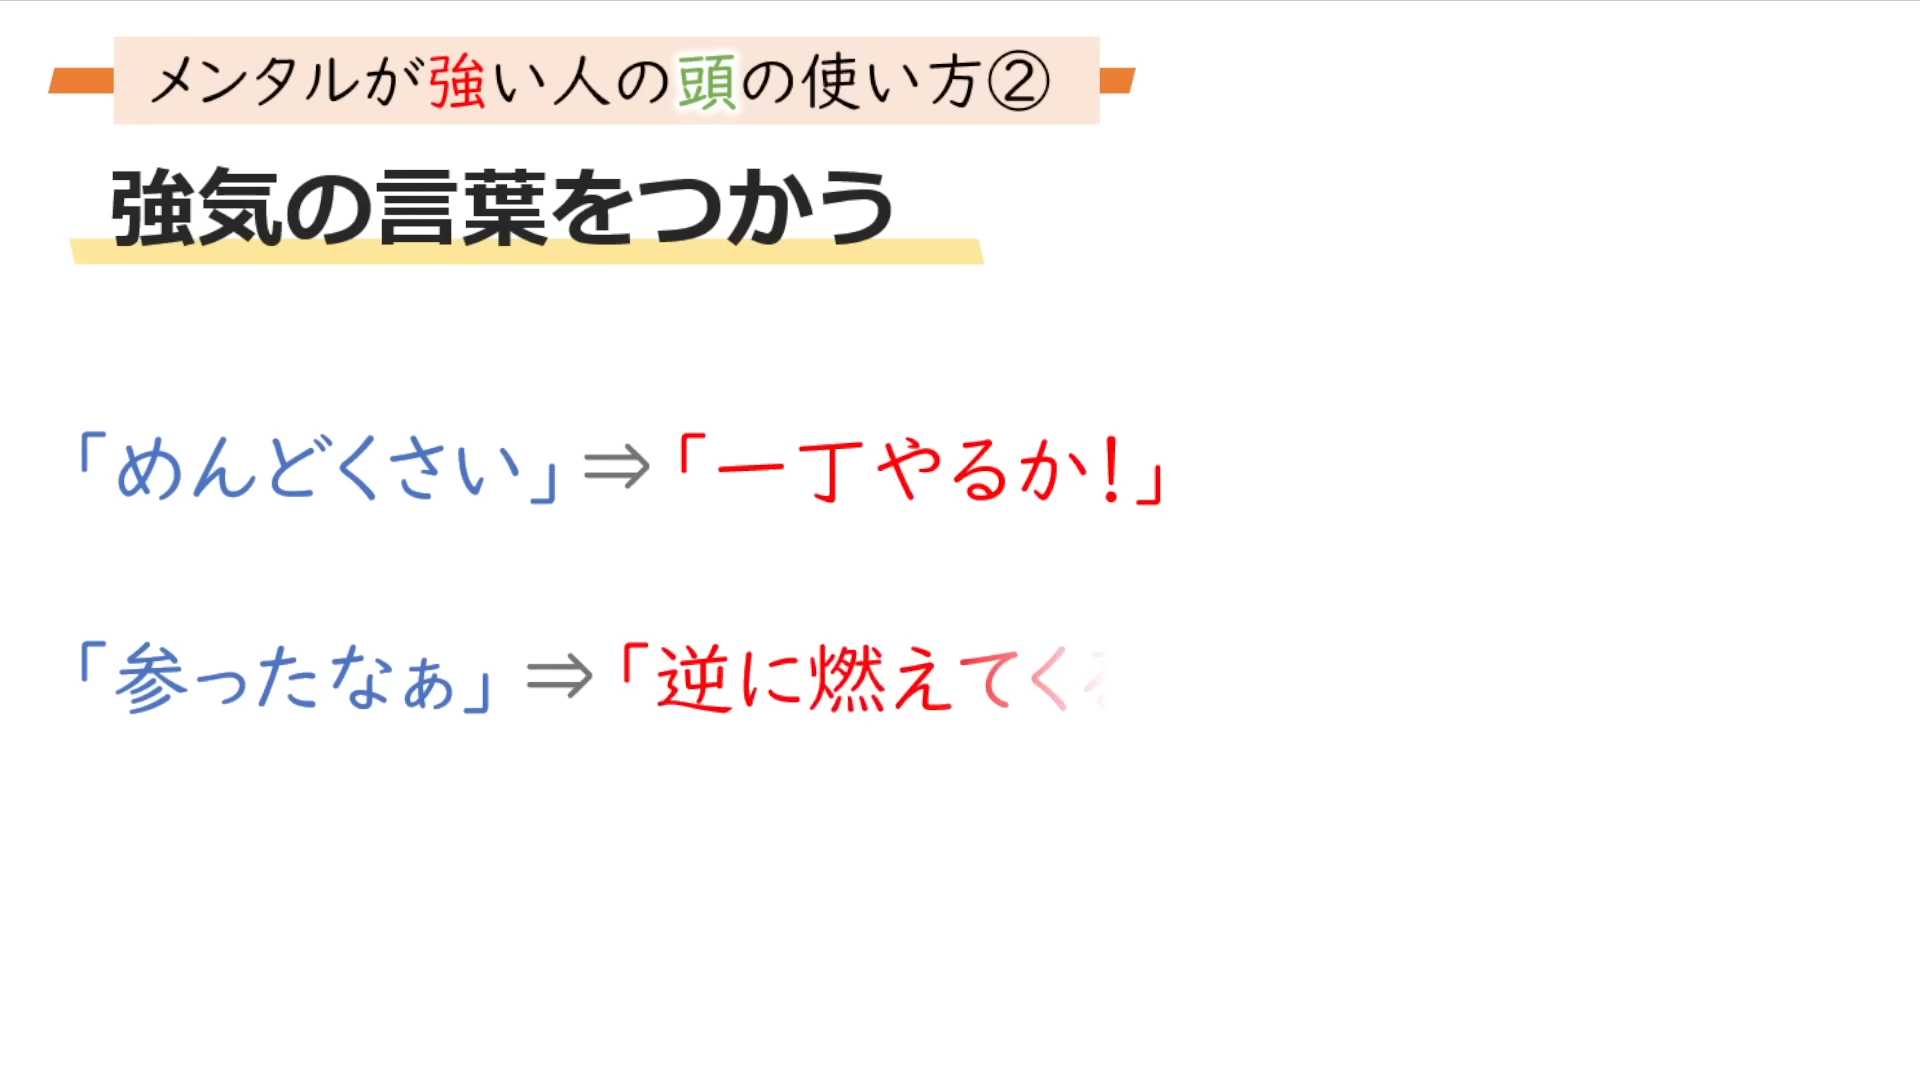 メンタルが強い人の頭の使い方②
強気の言葉をつかう
「めんどくさい」⇒「一丁やるか!」
「参ったなぁ」⇒「逆に燃えてくる